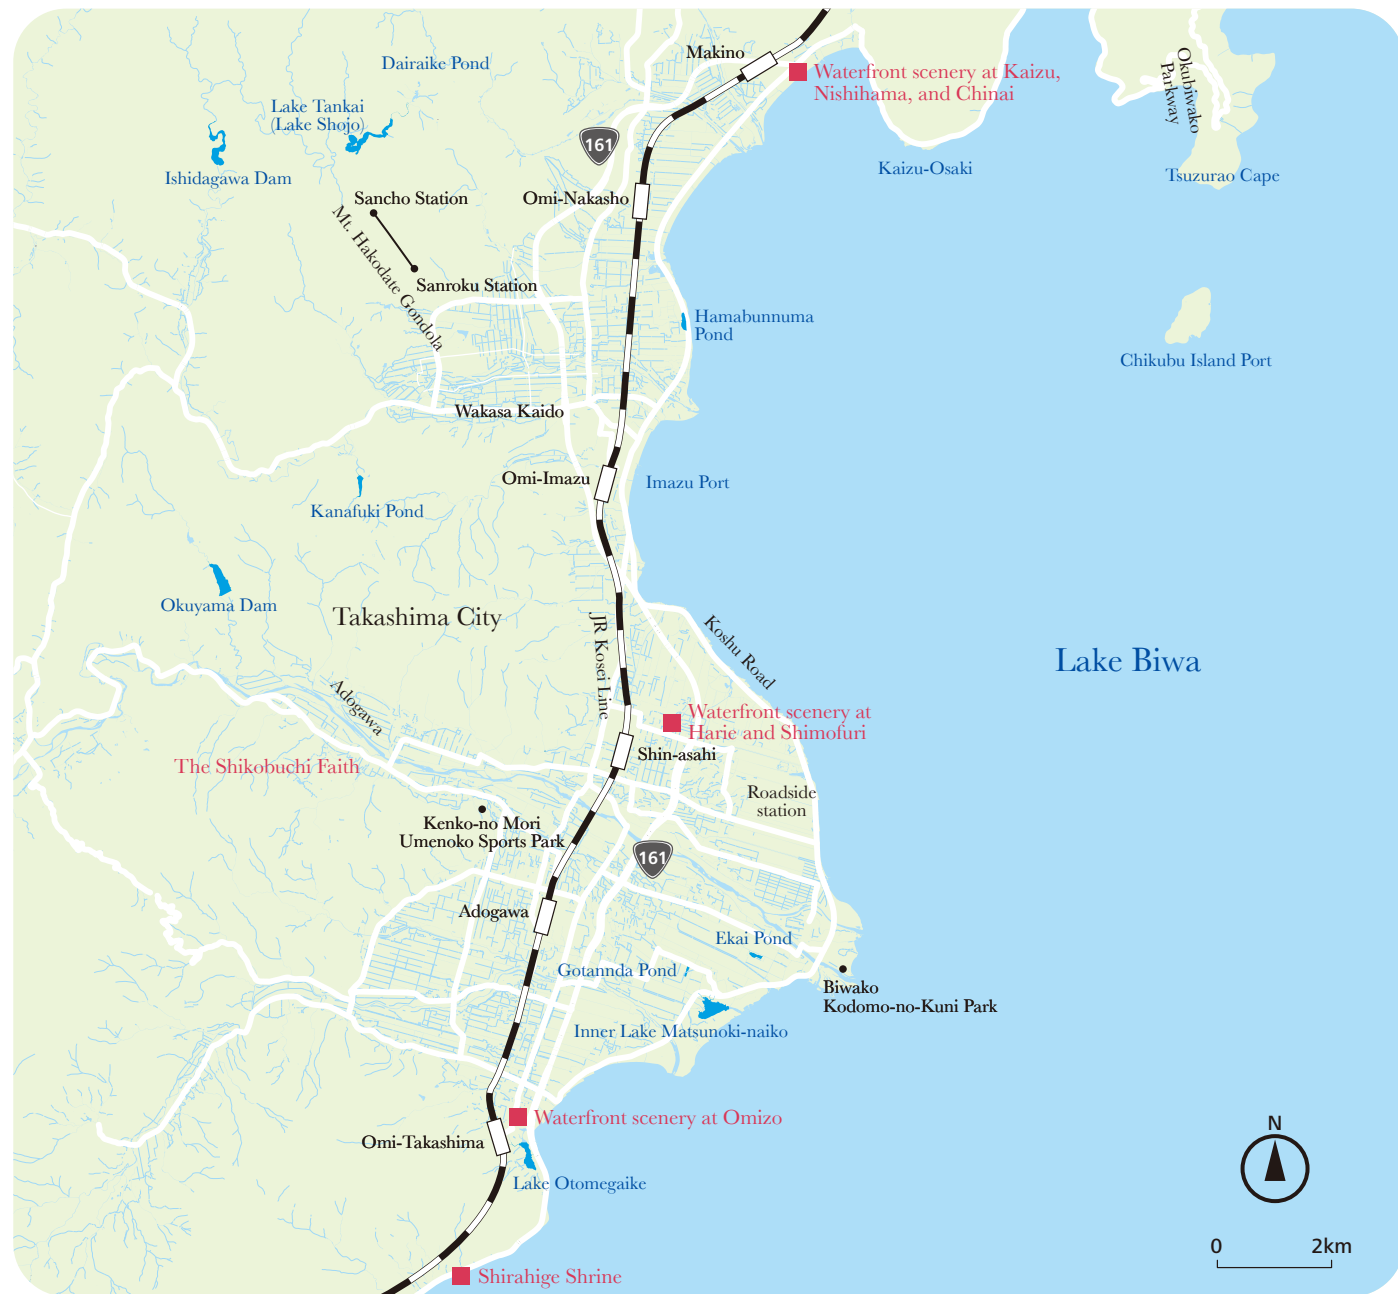 Makino
Dairaike Pond
Waterfront scenery at Kaizu,
Nishihama, and Chinai
Okubiwako
Parkway
Lake Tankai
(Lake Shojo)
161
Kaizu-Osaki
Tsuzurao Cape
Ishidagawa Dam
Sancho Station
Omi-Nakasho
Mt. Hakodate Gondola
Sanroku Station
Hamabunnuma
Pond
Chikubu Island Port
Wakasa Kaido
Omi-Imazu
Imazu Port
Kanafuki Pond
Okuyama Dam
Takashima City
JR Kosei Line
Koshu Road
Lake Biwa
Adogawa
Waterfront scenery at
Harie and Shimofuri
Shin-asahi
The Shikobuchi Faith
Roadside
station
Kenko-no Mori
Umenoko Sports Park
161
Adogawa
Ekai Pond
Gotannda Pond
Biwako
Kodomo-no-Kuni Park
Inner Lake Matsunoki-naiko
Waterfront scenery at Omizo
Omi-Takashima
Lake Otomegaike
N
0 2km
Shirahige Shrine